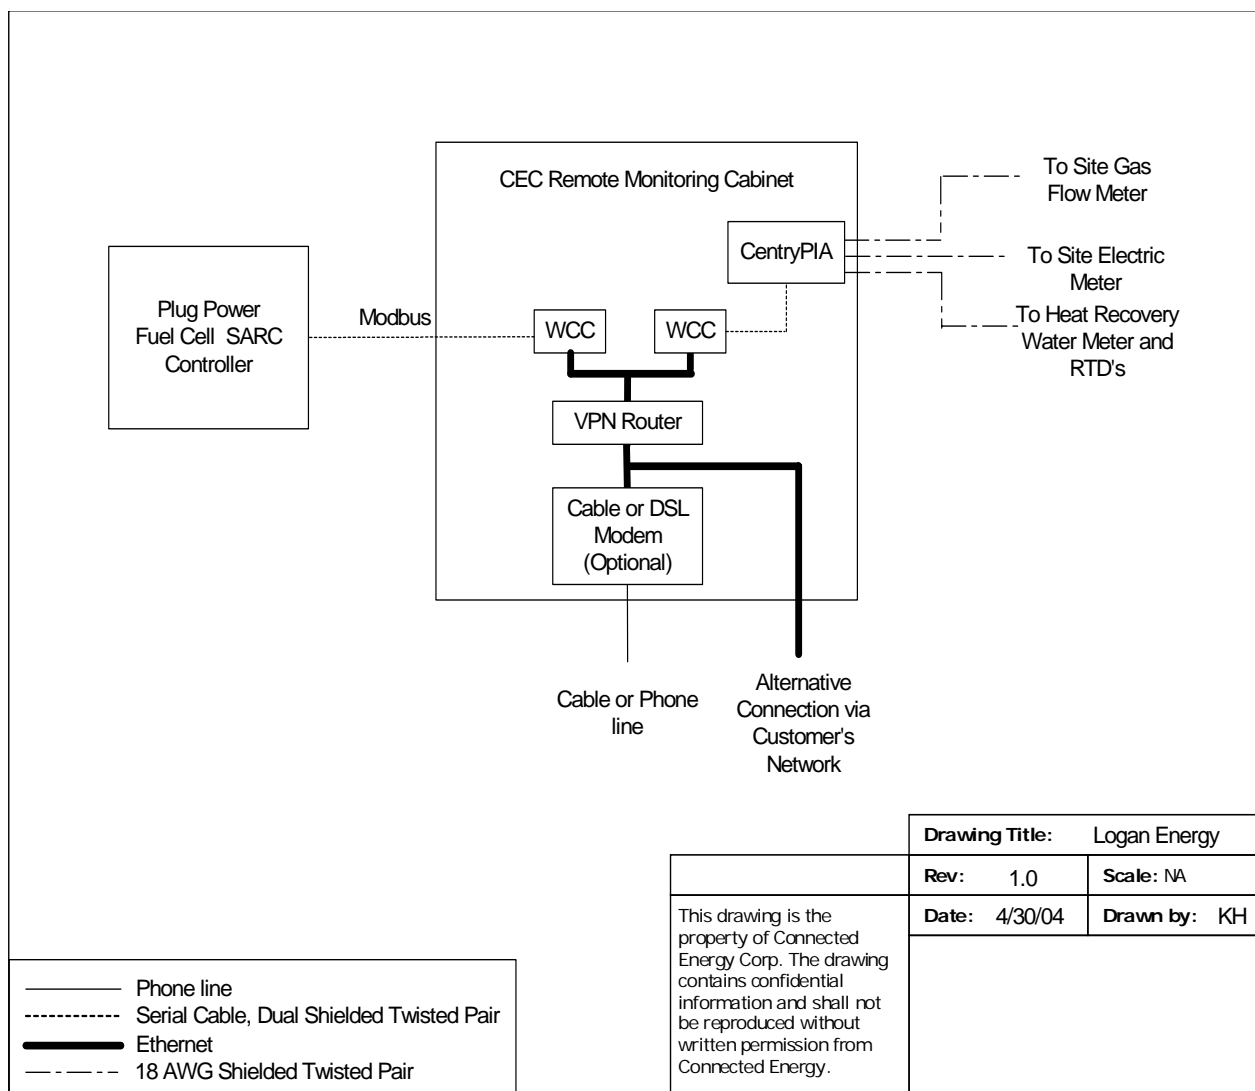 CEC Remote Monitoring Cabinet
To Site Gas
Flow Meter
CentryPIA
To Site Electric
Meter
Plug Power
Fuel Cell SARC
Controller
Modbus
WCC
WCC
To Heat Recovery
Water Meter and
RTD's
VPN Router
Cable or DSL
Modem
(Optional)
Cable or Phone
line
Alternative
Connection via
Customer's
Network
Drawing Title: Logan Energy
Rev: 1.0
Scale: NA
Date: 4/30/04
Drawn by: KH
This drawing is the
property of Connected
Energy Corp. The drawing
contains confidential
information and shall not
be reproduced without
written permission from
Connected Energy.
Phone line
Serial Cable, Dual Shielded Twisted Pair
Ethernet
18 AWG Shielded Twisted Pair